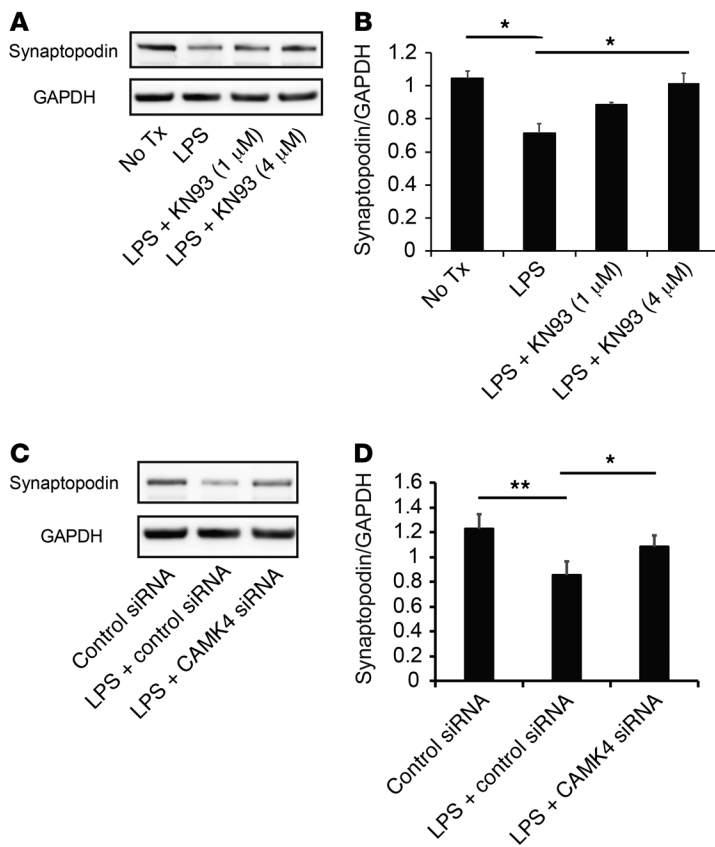 A
Synaptopodin
GAPDH
No Tx
LPS
LPS + KN93 (1 μM)
LPS + KN93 (4 μM)
B
Synaptopodin/GAPDH
1.2
1
0.8
0.6
0.4
0.2
0
*
*
No Tx
LPS
LPS + KN93 (1 μM)
LPS + KN93 (4 μM)
C
Synaptopodin
GAPDH
Control siRNA
LPS + control siRNA
LPS + CAMK4 siRNA
D
Synaptopodin/GAPDH
1.6
1.4
1.2
1
0.8
0.6
0.4
0.2
0
**
*
Control siRNA
LPS + control siRNA
LPS + CAMK4 siRNA